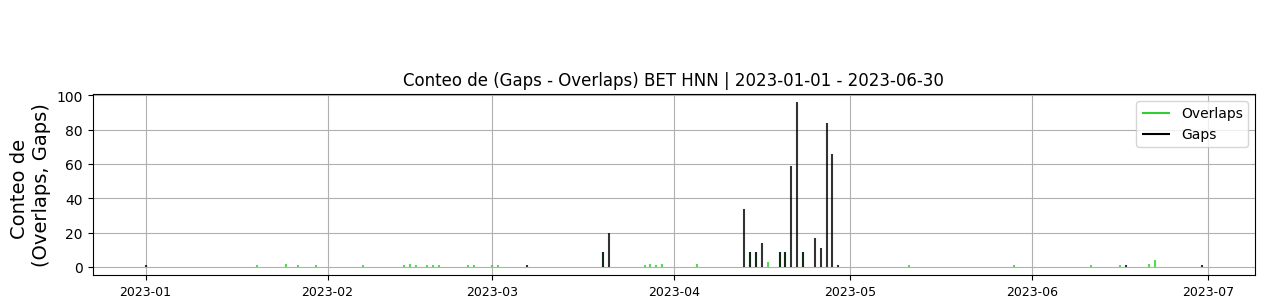 Conteo de (Gaps - Overlaps) BET HNN | 2023-01-01 - 2023-06-30
Conteo de
(Overlaps, Gaps)
100
80
60
40
20
0
Overlaps
Gaps
2023-01
2023-02
2023-03
2023-04
2023-05
2023-06
2023-07